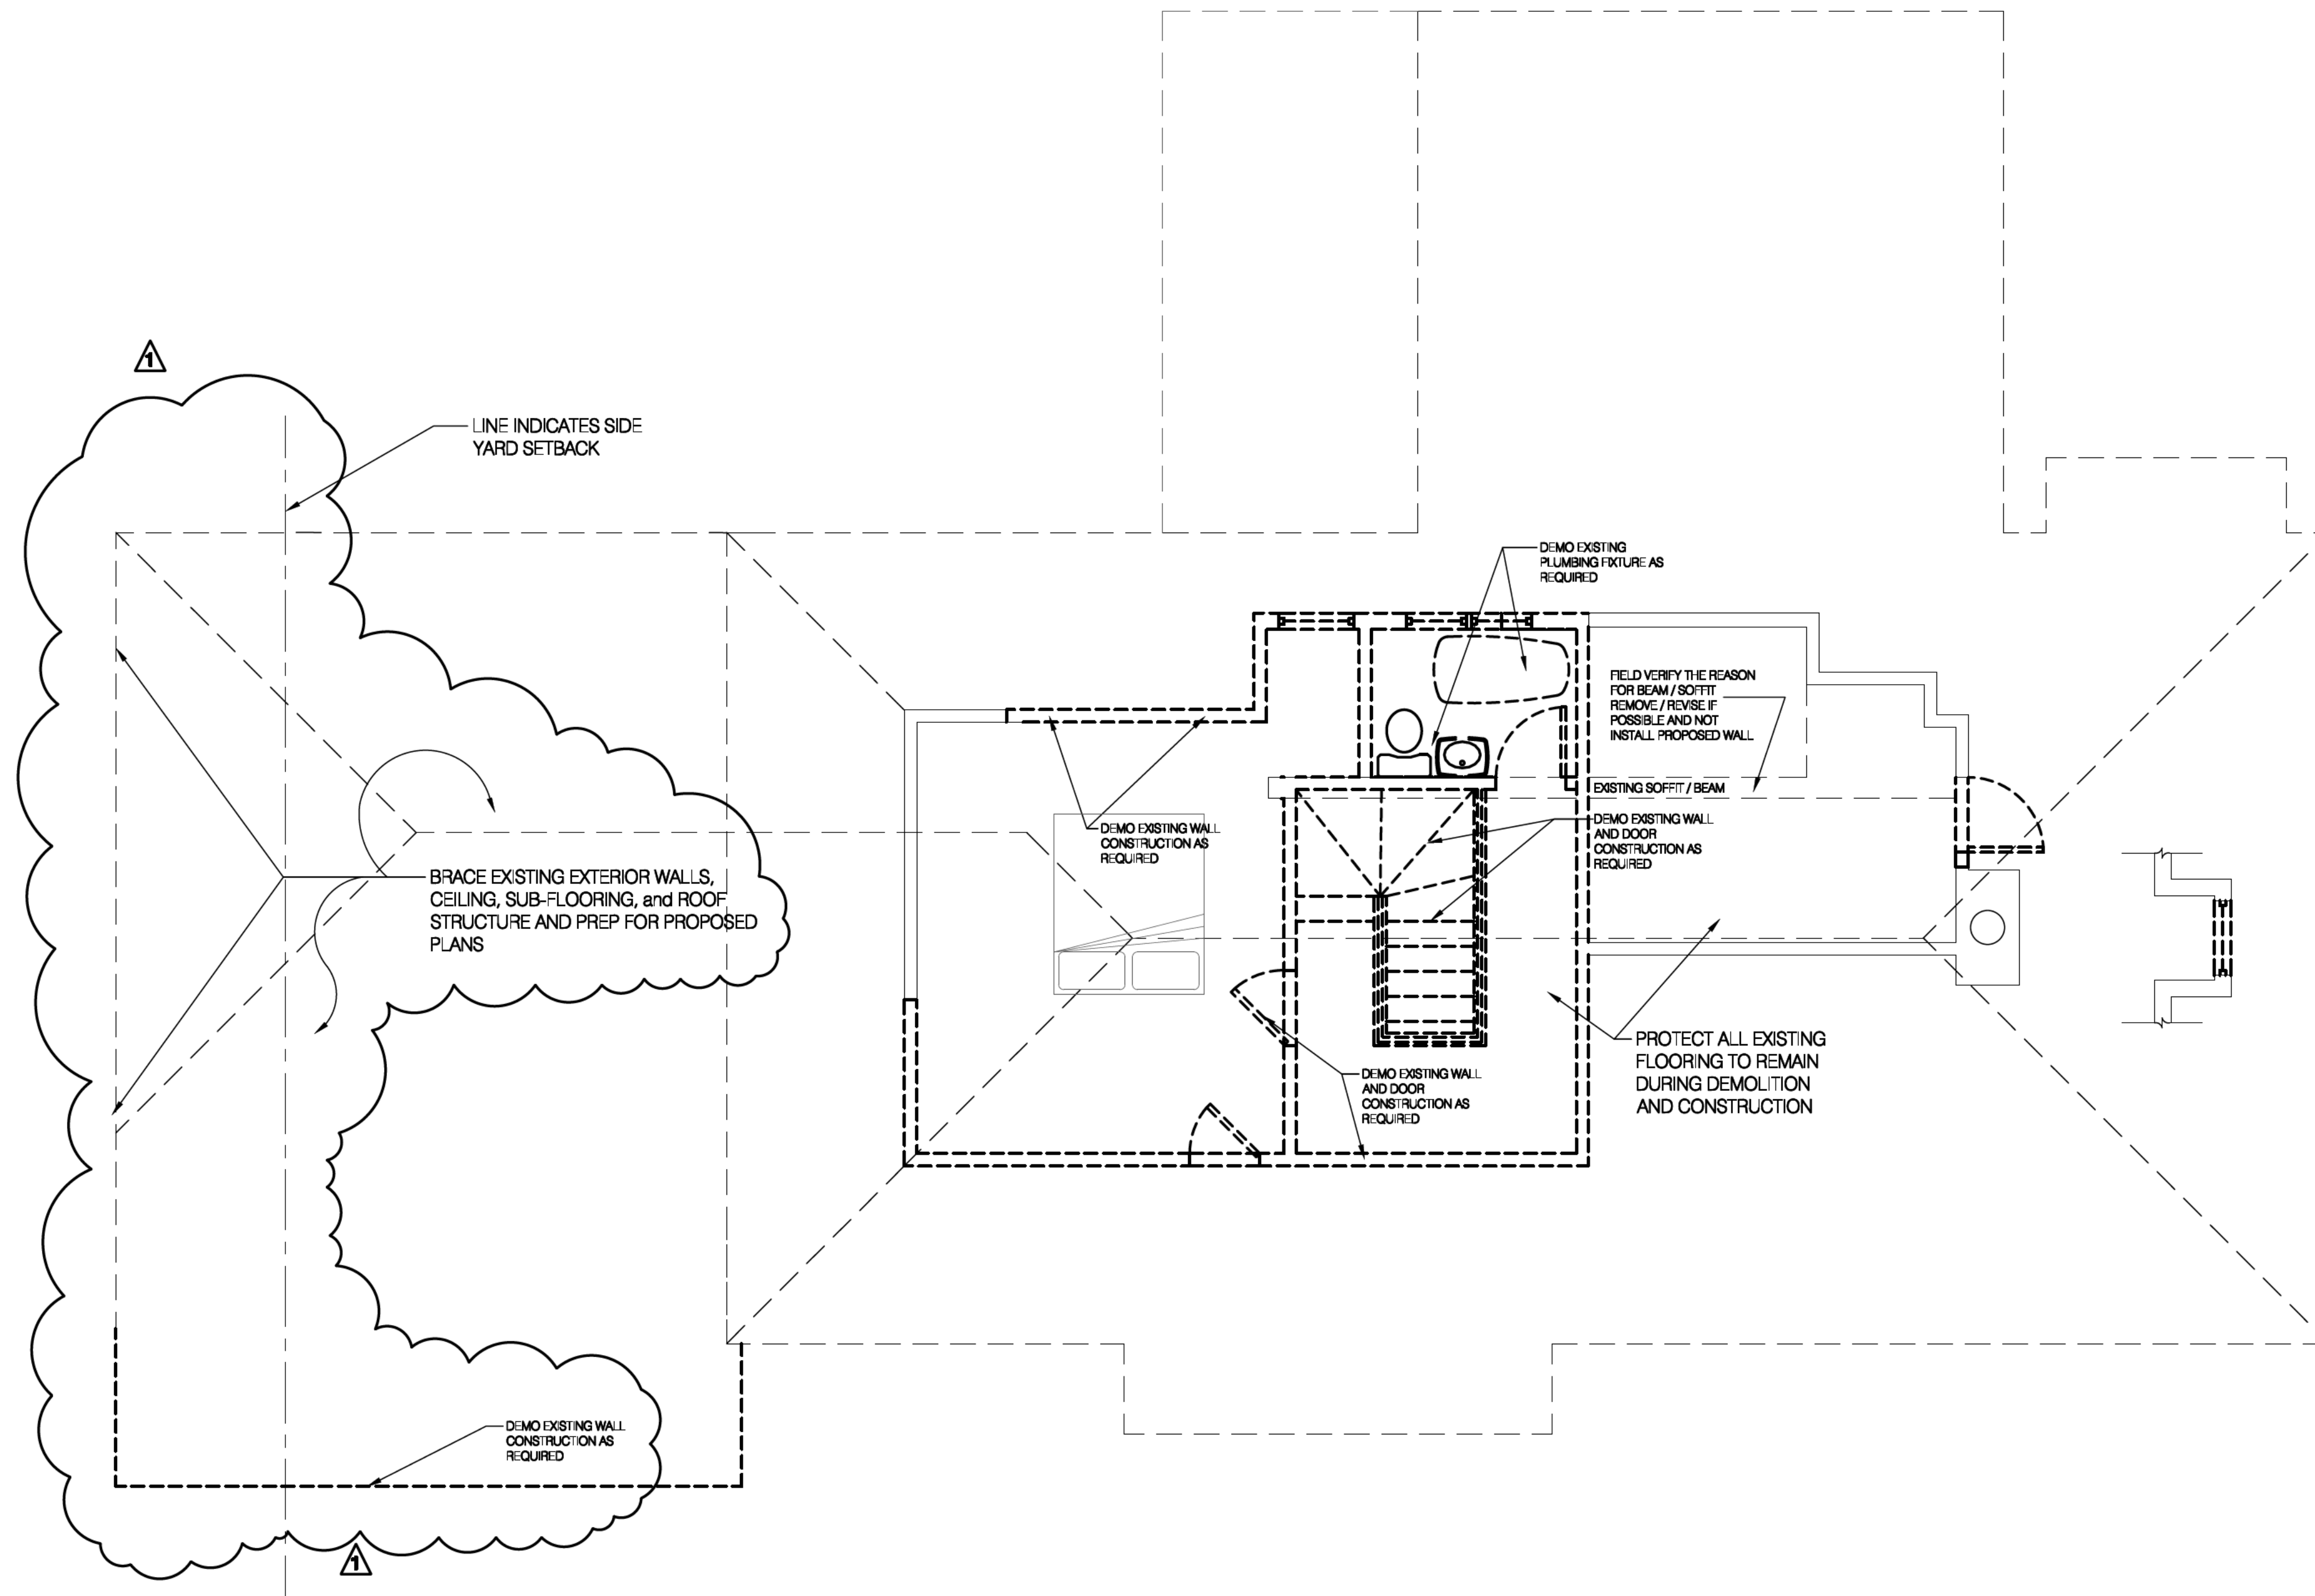 1
LINE INDICATES SIDE
YARD SETBACK
DEMO EXISTING
PLUMBING FIXTURE AS
REQUIRED
FIELD VERIFY THE REASON
FOR BEAM / SOFFIT
REMOVE / REVISE IF
POSSIBLE AND NOT
INSTALL PROPOSED WALL
EXISTING SOFFIT / BEAM
DEMO EXISTING WALL
AND DOOR
CONSTRUCTION AS
REQUIRED
DEMO EXISTING WALL
CONSTRUCTION AS
REQUIRED
BRACE EXISTING EXTERIOR WALLS,
CEILING, SUB-FLOORING, and ROOF
STRUCTURE AND PREP FOR PROPOSED
PLANS
PROTECT ALL EXISTING
FLOORING TO REMAIN
DURING DEMOLITION
AND CONSTRUCTION
DEMO EXISTING WALL
AND DOOR
CONSTRUCTION AS
REQUIRED
DEMO EXISTING WALL
CONSTRUCTION AS
REQUIRED
1